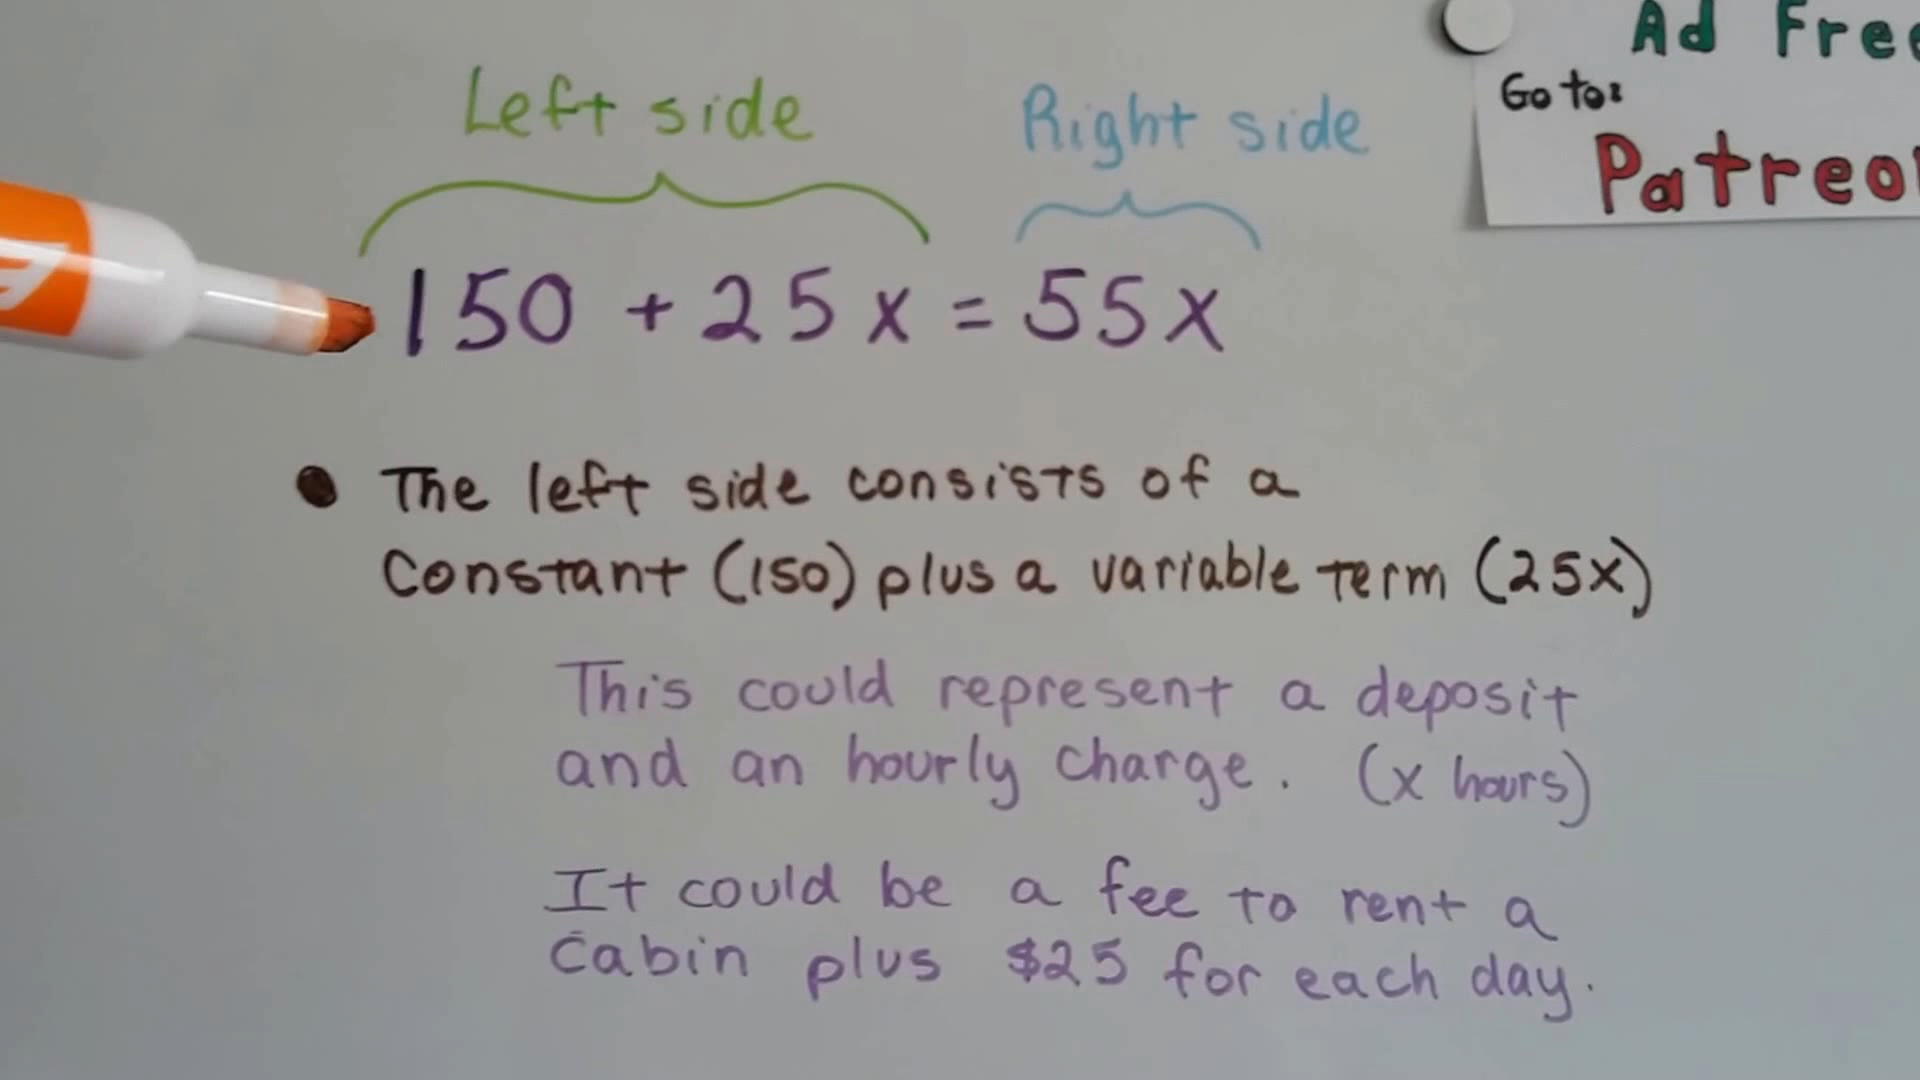 Ad Free
Go to:
Patreon
Left side
Right side
150 + 25x = 55x
• The left side consists of a
Constant (150) plus a variable term (25x)
This could represent a deposit
and an hourly charge. (x hours)
It could be a fee to rent a
Cabin plus $25 for each day.